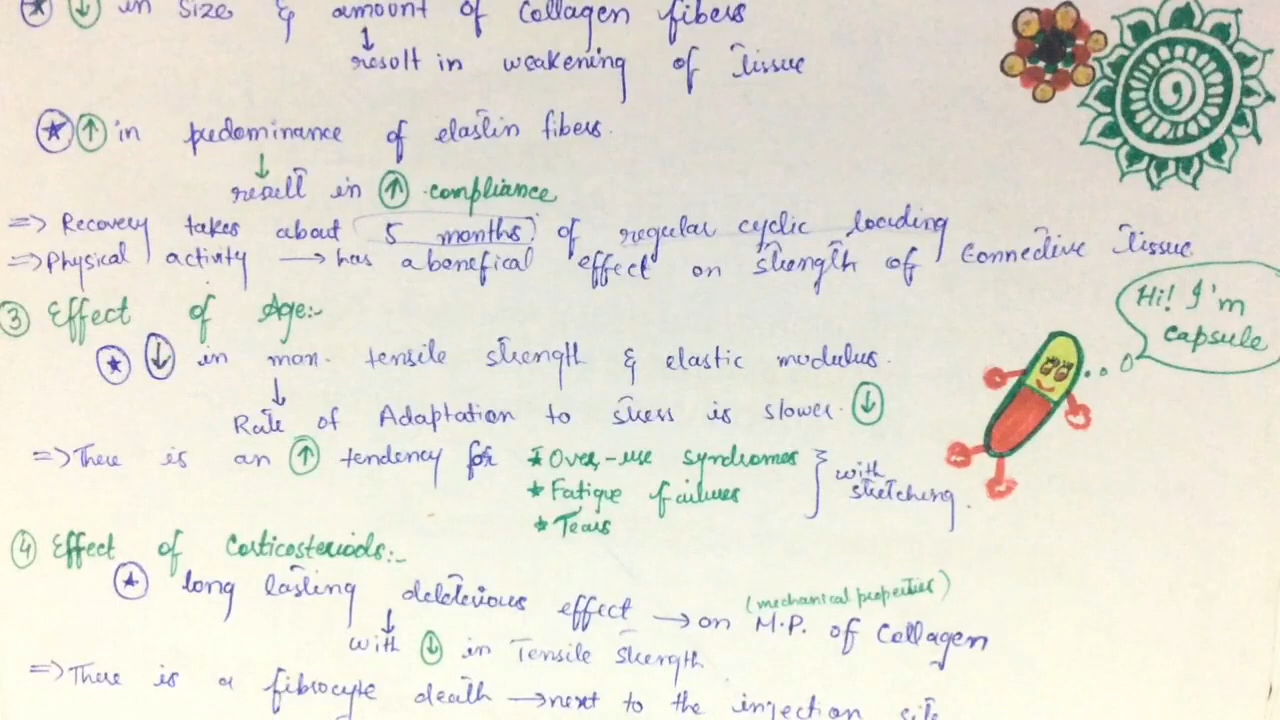 ★ ↓ in size & amount of collagen fibers
↓
result in weakening of tissue
★ ↑ in predominance of elastin fibers.
↓
result in ↑ compliance
=> Recovery takes about 5 months of regular cyclic loading
=> Physical activity → has a benefical effect on strength of connective tissue
③ Effect of Age:-
★ ↓ in max. tensile strength & elastic modulus.
↓
Rate of Adaptation to stress is slower. ↓
=> There is an ↑ tendency for ★ Over-use syndromes
★ Fatigue failures
★ Tears
} with stretching.
④ Effect of Corticosteriods:-
★ long lasting deleterious effect → on M.P. of Collagen
(mechanical properties)
↓
with ↓ in Tensile strength
=> There is a fibrocyte death → next to the injection site
Hi! I'm
capsule